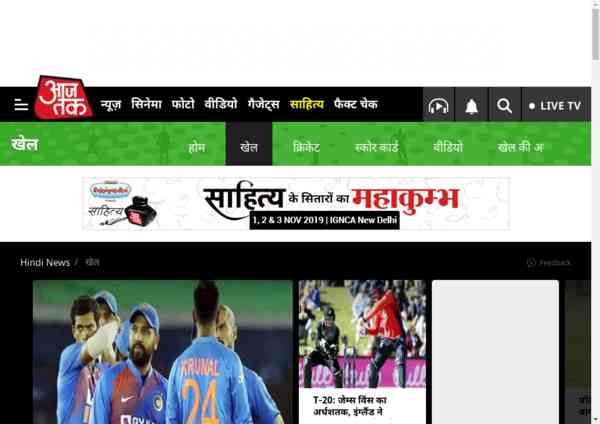 आज तक
न्यूज़ सिनेमा फोटो वीडियो गैजेट्स साहित्य फैक्ट चेक
LIVE TV
खेल
होम खेल क्रिकेट स्कोर कार्ड वीडियो खेल की अ
साहित्य
आज तक
साहित्य के सितारों का महाकुम्भ
1, 2 & 3 NOV 2019 | IGNCA New Delhi
Hindi News / खेल
Feedback
KRUNAL
24
T-20: जेम्स विंस का
अर्धशतक, इंग्लैंड ने